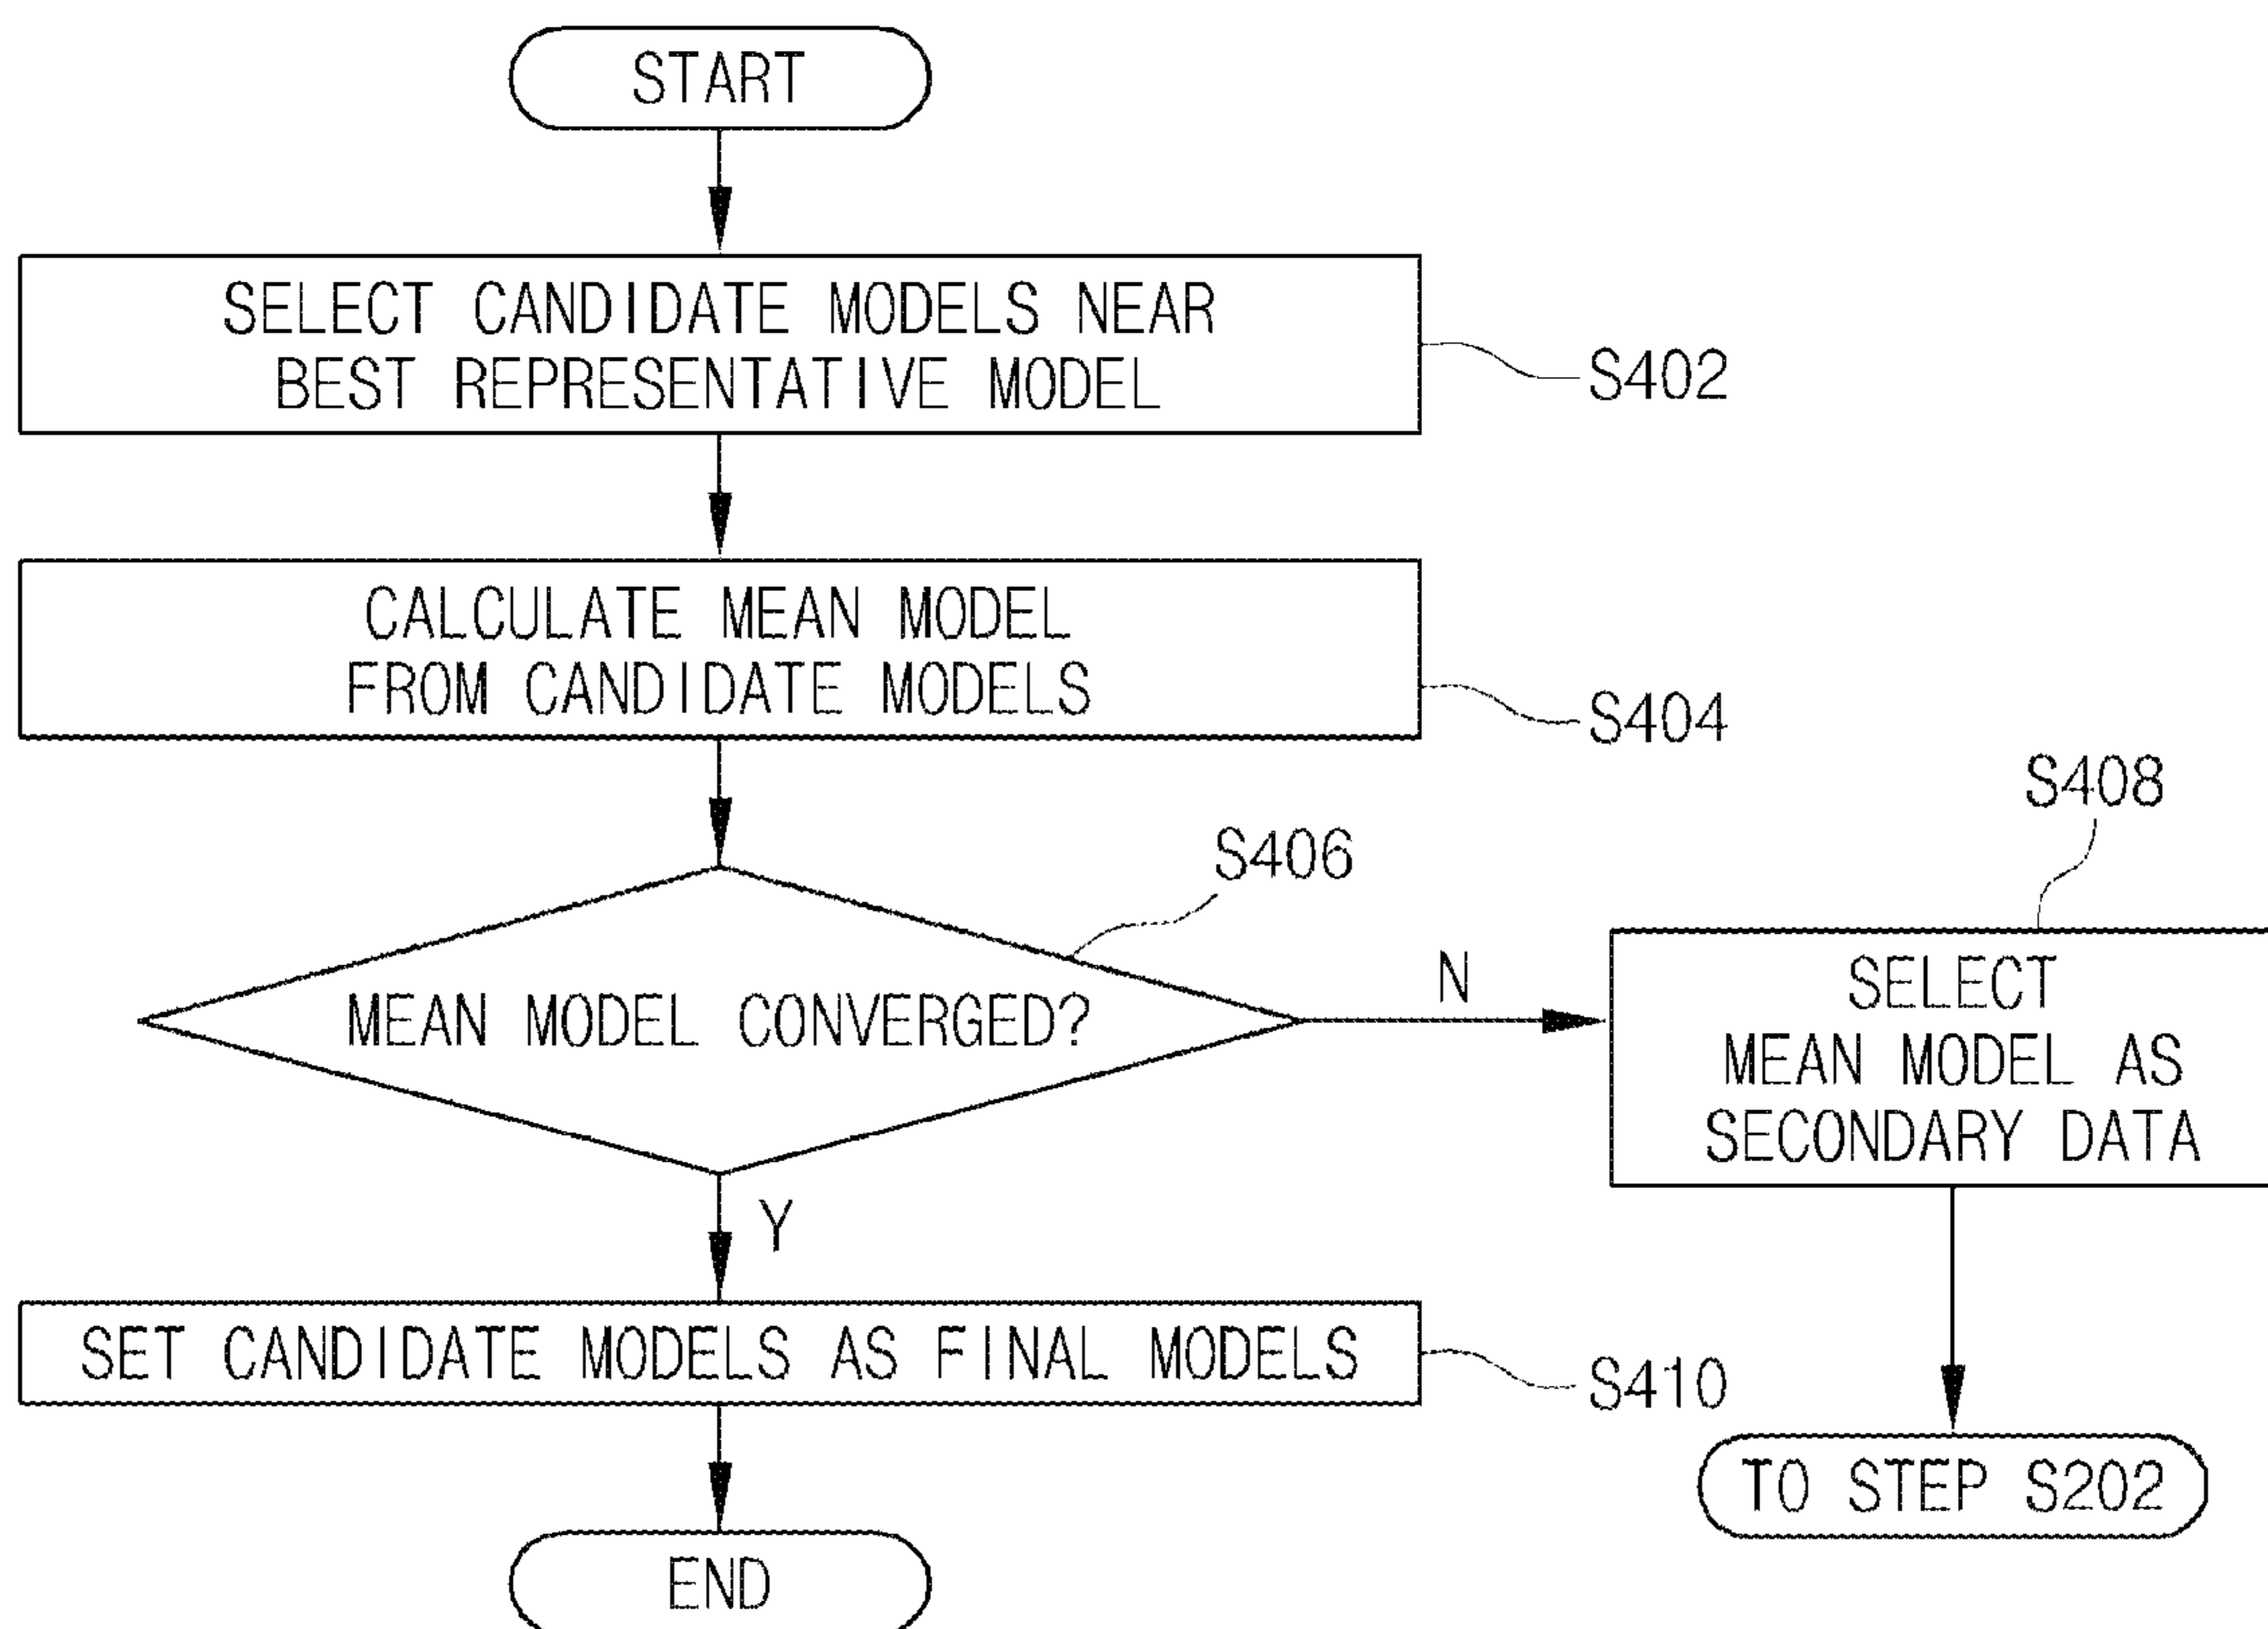 START
SELECT CANDIDATE MODELS NEAR
BEST REPRESENTATIVE MODEL
S402
CALCULATE MEAN MODEL
FROM CANDIDATE MODELS
S404
S406
MEAN MODEL CONVERGED?
N
S408
SELECT
MEAN MODEL AS
SECONDARY DATA
Y
SET CANDIDATE MODELS AS FINAL MODELS
S410
TO STEP S202
END